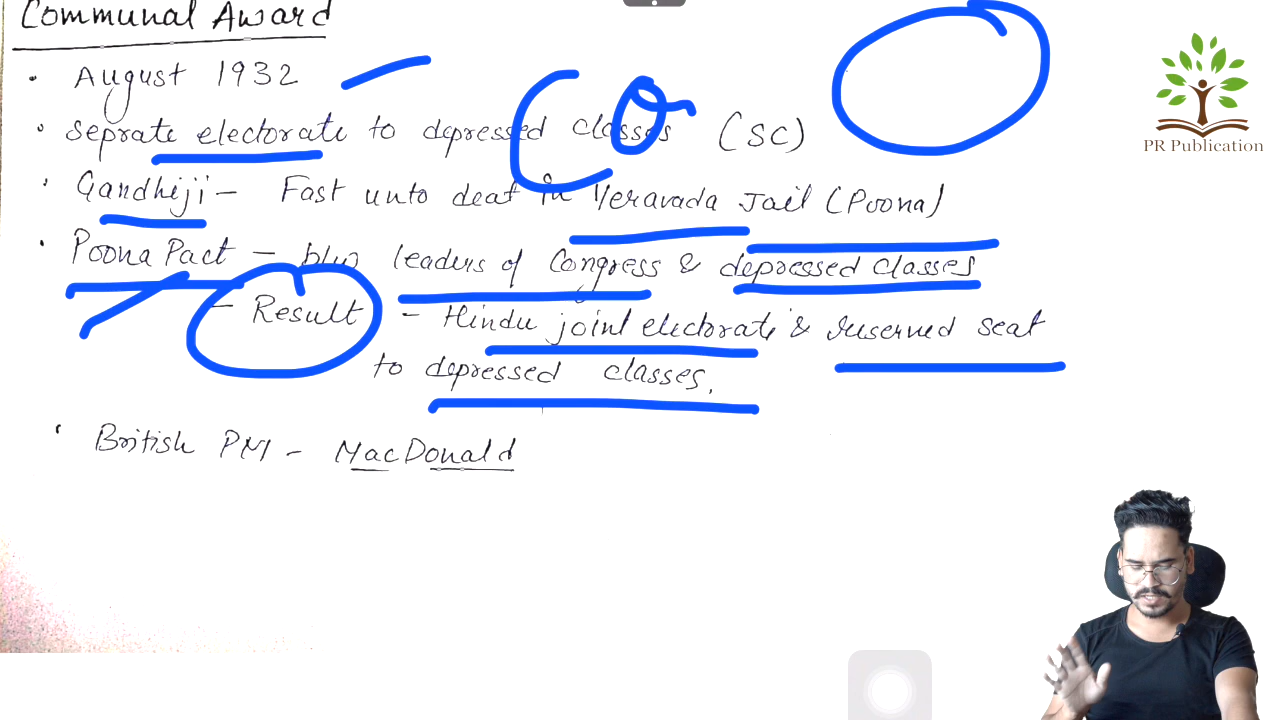 Communal Award
• August 1932
• Seprate electorate to depressed classes (SC)
• Gandhiji - Fast unto deat in Yeravada Jail (Poona)
• Poona Pact - b/w leaders of Congress & depressed classes
- Result - Hindu joint electorate & reserved seat
to depressed classes.
• British PM - MacDonald
PR Publication